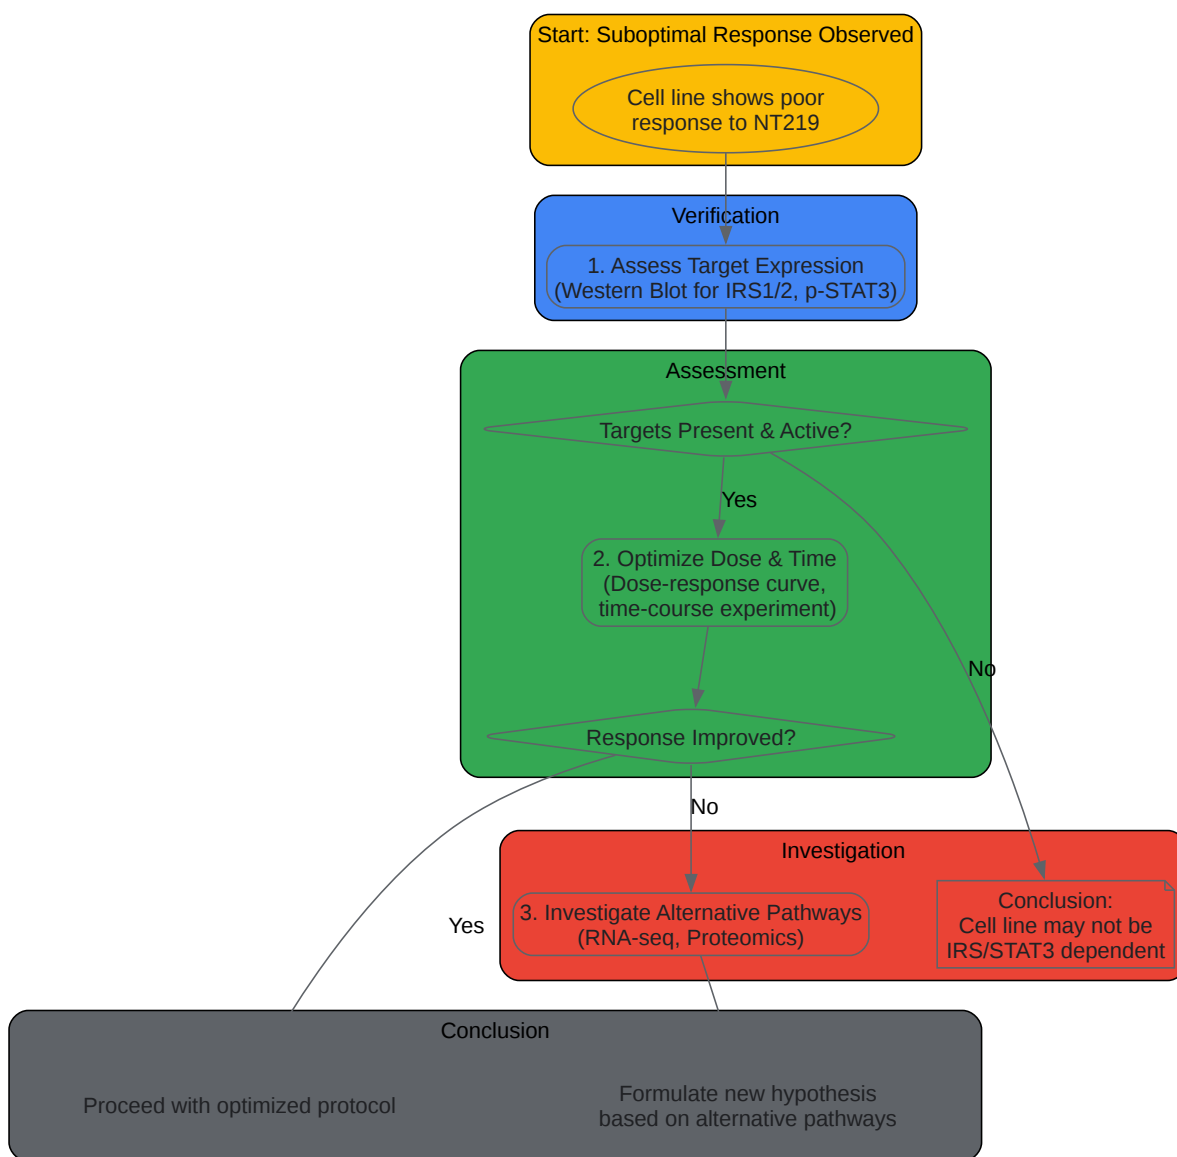 Start: Suboptimal Response Observed
Cell line shows poor
response to NT219
Verification
1. Assess Target Expression
(Western Blot for IRS1/2, p-STAT3)
Assessment
Targets Present & Active?
Yes
2. Optimize Dose & Time
(Dose-response curve,
time-course experiment)
No
Response Improved?
No
Investigation
3. Investigate Alternative Pathways
(RNA-seq, Proteomics)
Conclusion:
Cell line may not be
IRS/STAT3 dependent
Yes
Conclusion
Proceed with optimized protocol
Formulate new hypothesis
based on alternative pathways